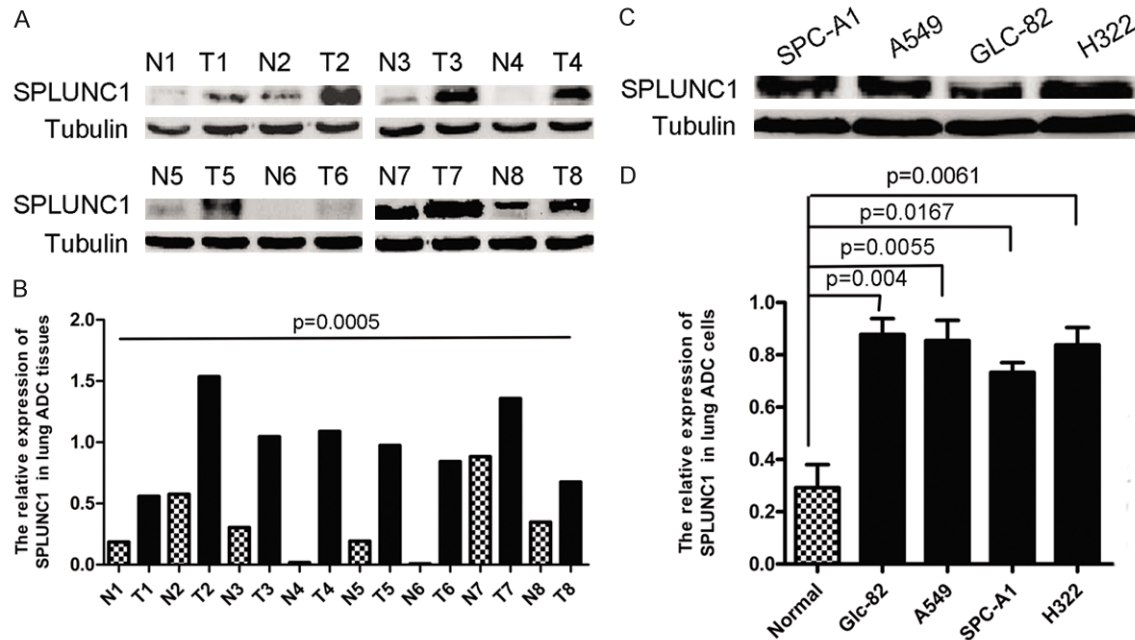 A
N1 T1 N2 T2 N3 T3 N4 T4
SPLUNC1
Tubulin
N5 T5 N6 T6 N7 T7 N8 T8
SPLUNC1
Tubulin
B
The relative expression of
SPLUNC1 in lung ADC tissues
2.0
1.5
1.0
0.5
0.0
p=0.0005
N1 T1 N2 T2 N3 T3 N4 T4 N5 T5 N6 T6 N7 T7 N8 T8
C
SPC-A1 A549 GLC-82 H322
SPLUNC1
Tubulin
D
p=0.0061
p=0.0167
p=0.0055
p=0.004
The relative expression of
SPLUNC1 in lung ADC cells
1.0
0.8
0.6
0.4
0.2
0.0
Normal Glc-82 A549 SPC-A1 H322